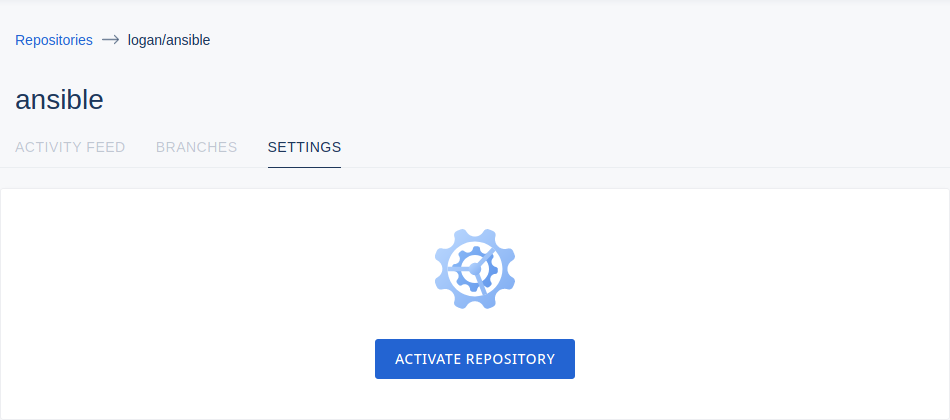 Repositories → logan/ansible
ansible
ACTIVITY FEED BRANCHES SETTINGS
ACTIVATE REPOSITORY